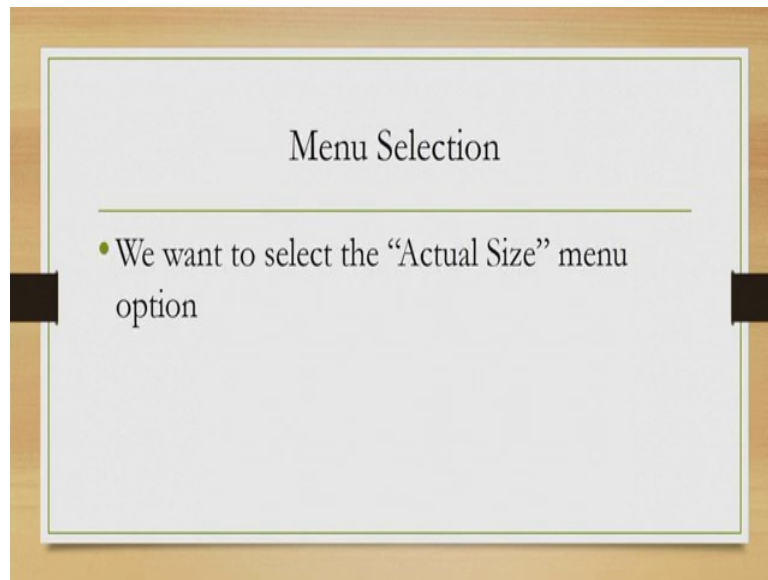 Menu Selection
• We want to select the “Actual Size” menu
option